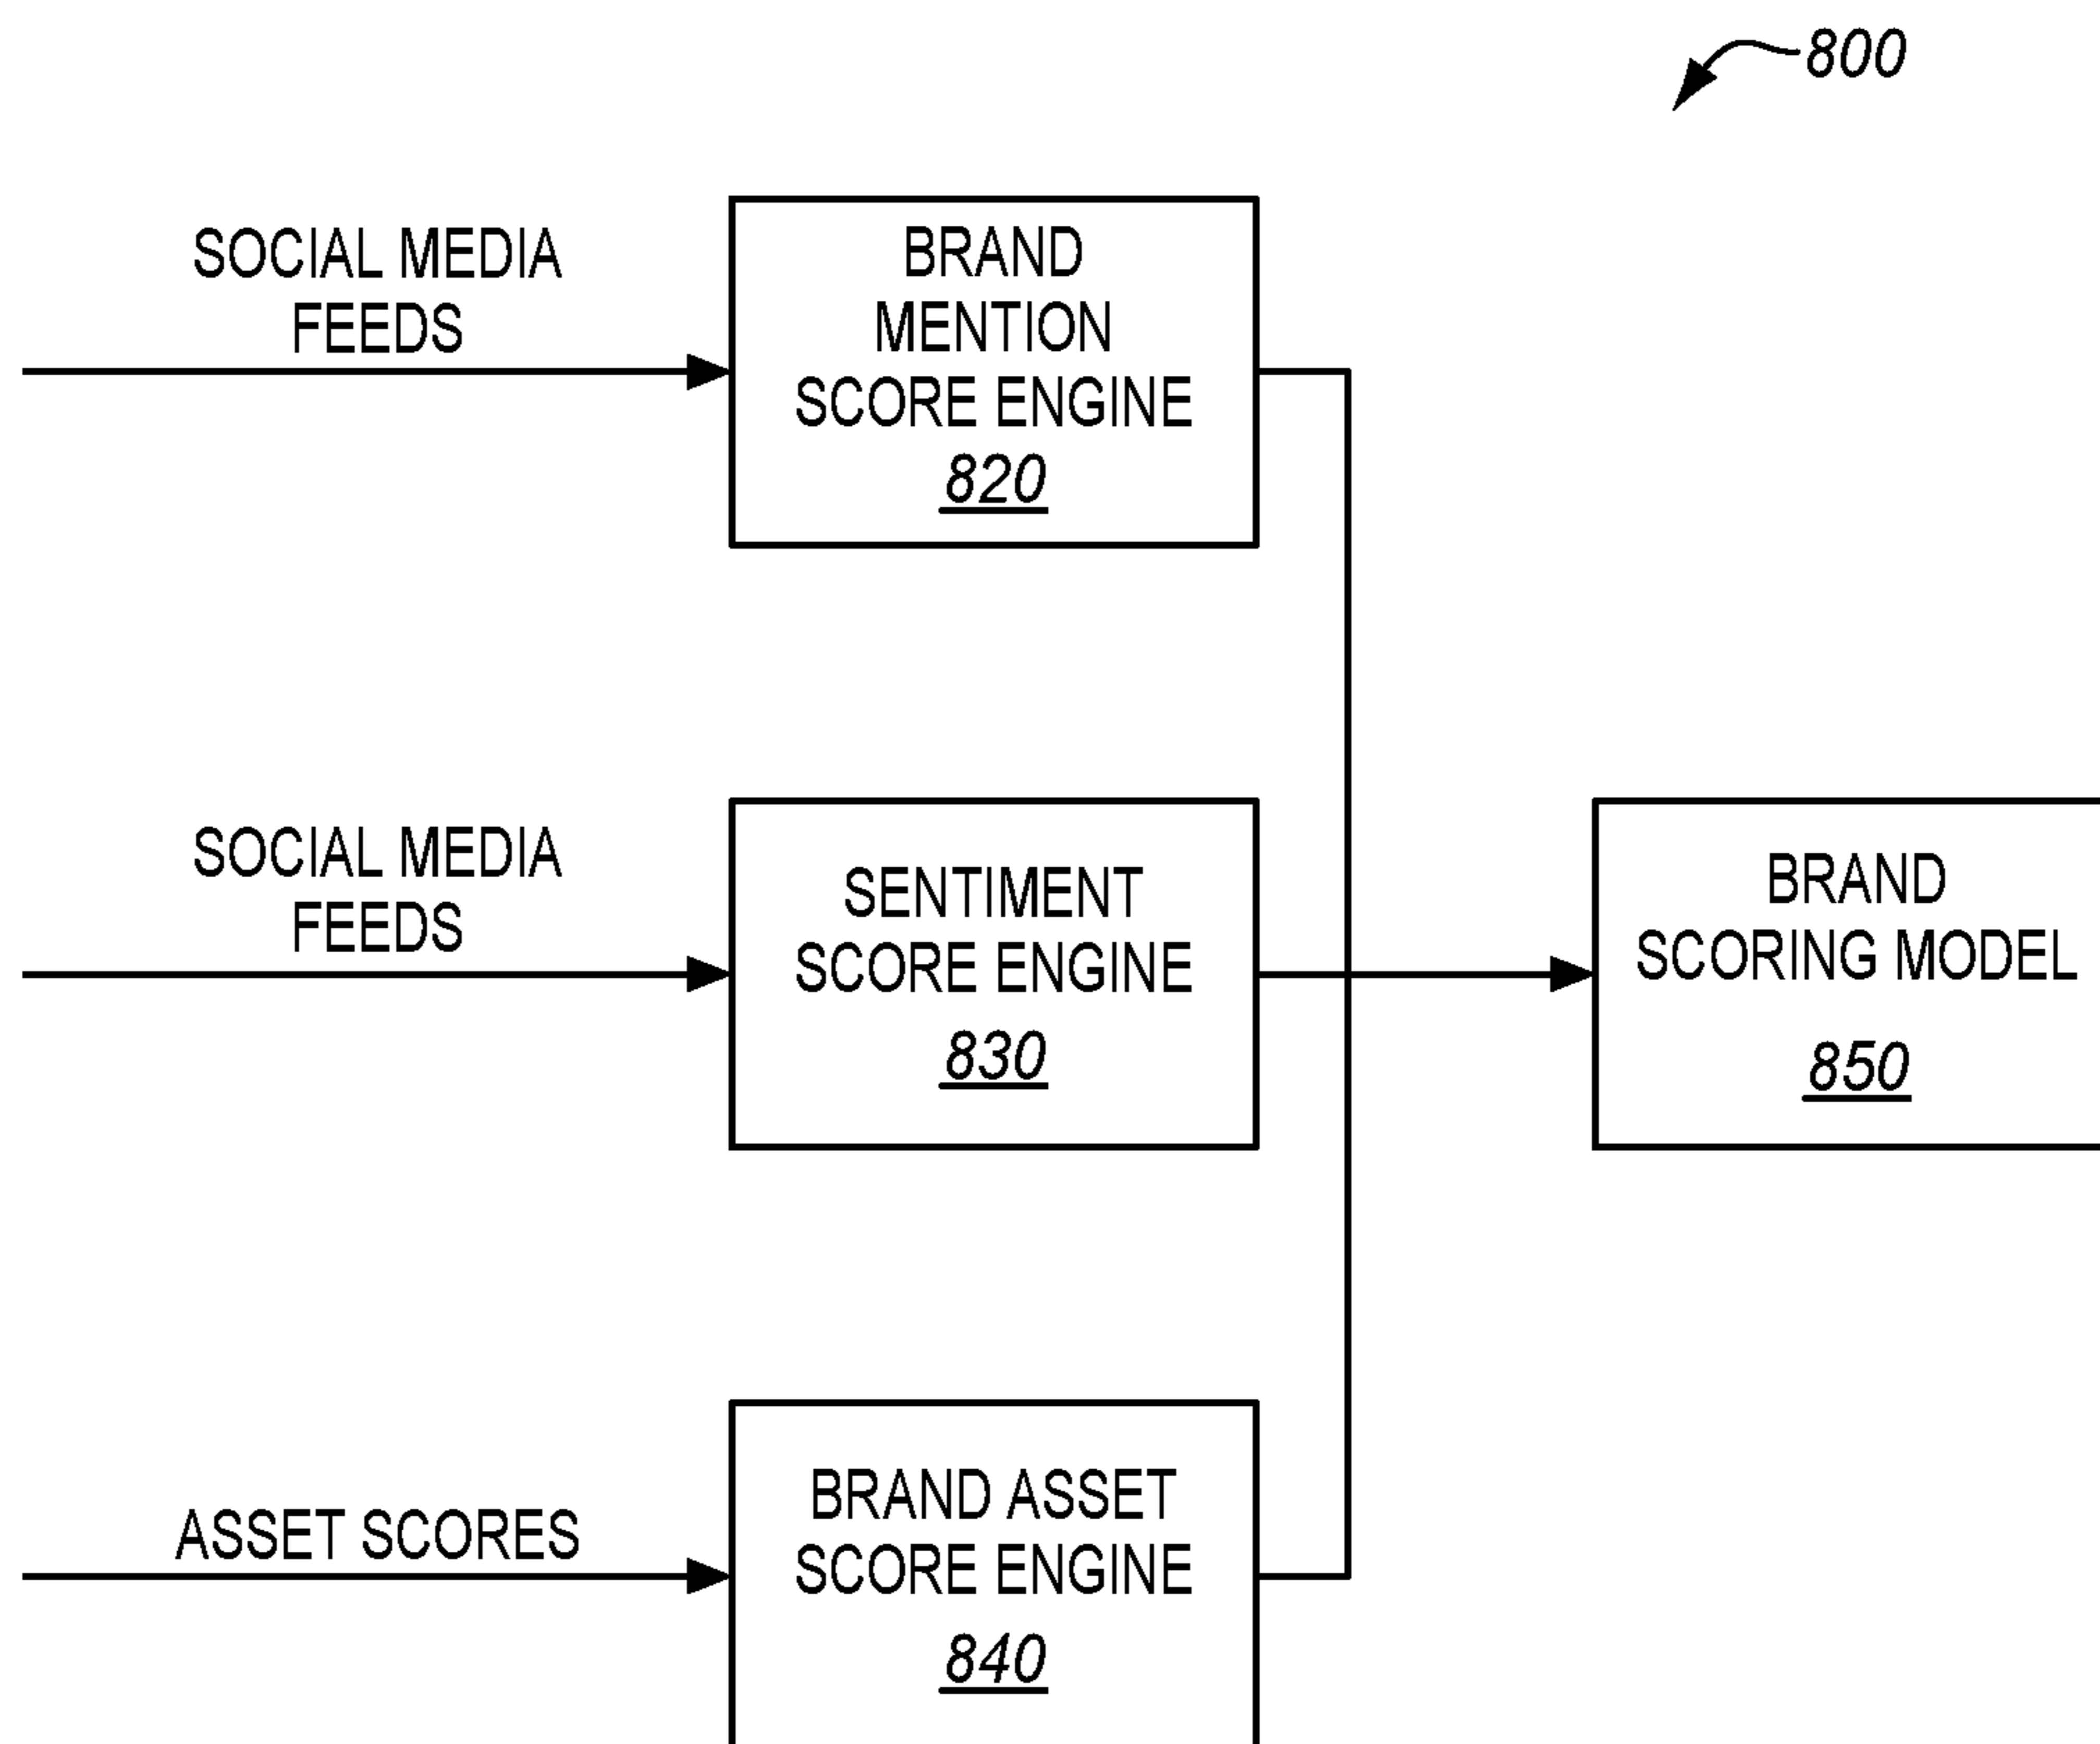 800
SOCIAL MEDIA
FEEDS
BRAND
MENTION
SCORE ENGINE
820
SOCIAL MEDIA
FEEDS
SENTIMENT
SCORE ENGINE
830
BRAND
SCORING MODEL
850
ASSET SCORES
BRAND ASSET
SCORE ENGINE
840